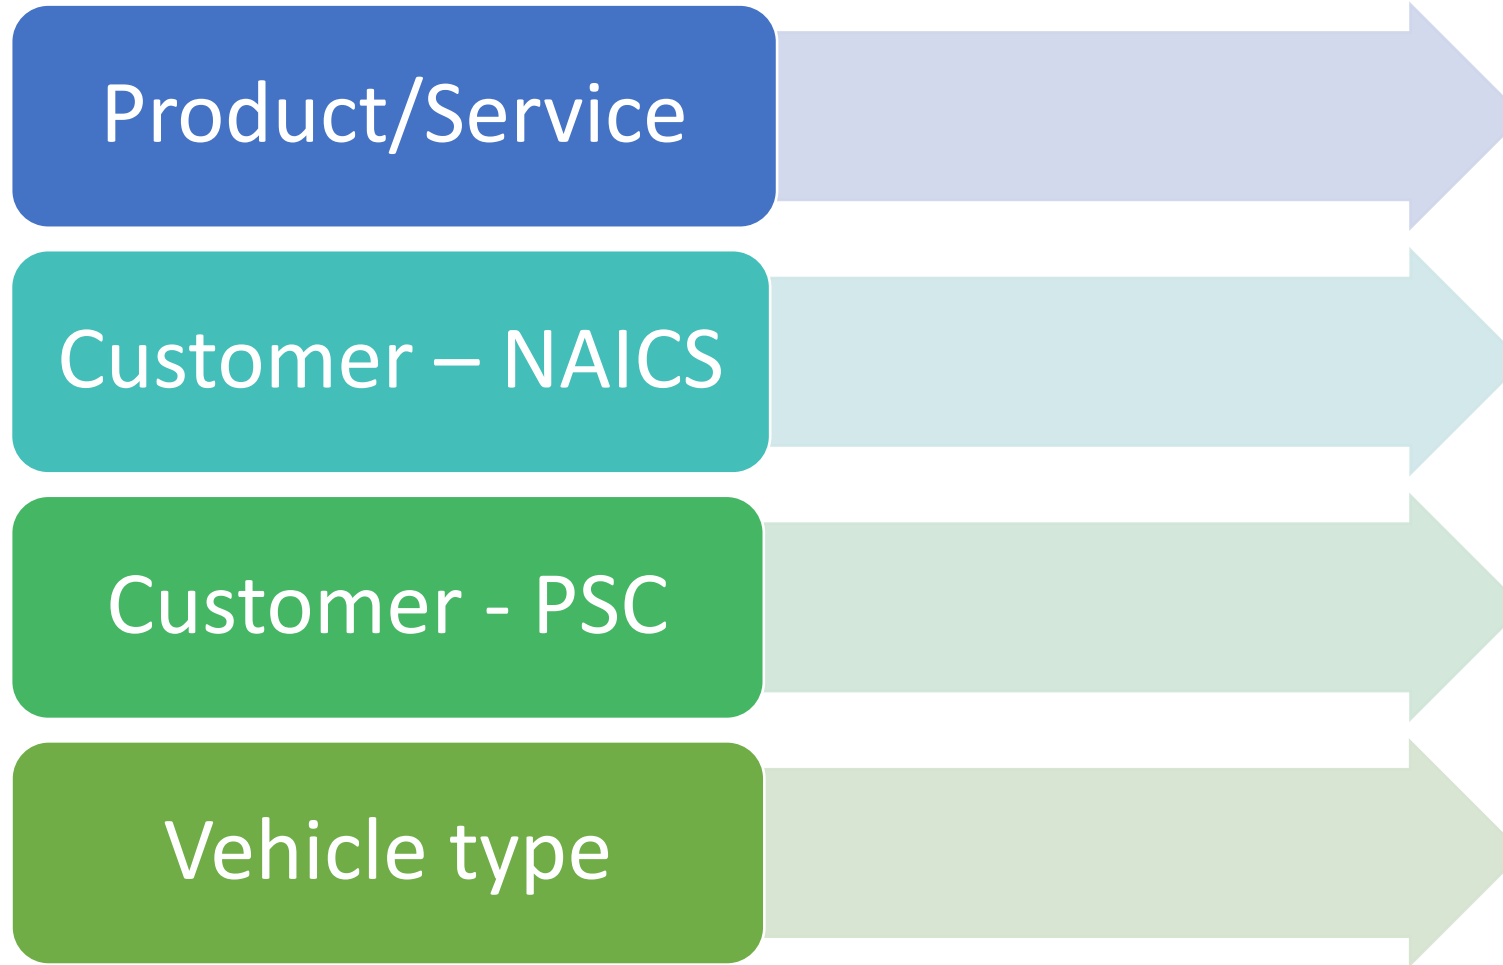 Product/Service
Customer – NAICS
Customer - PSC
Vehicle type